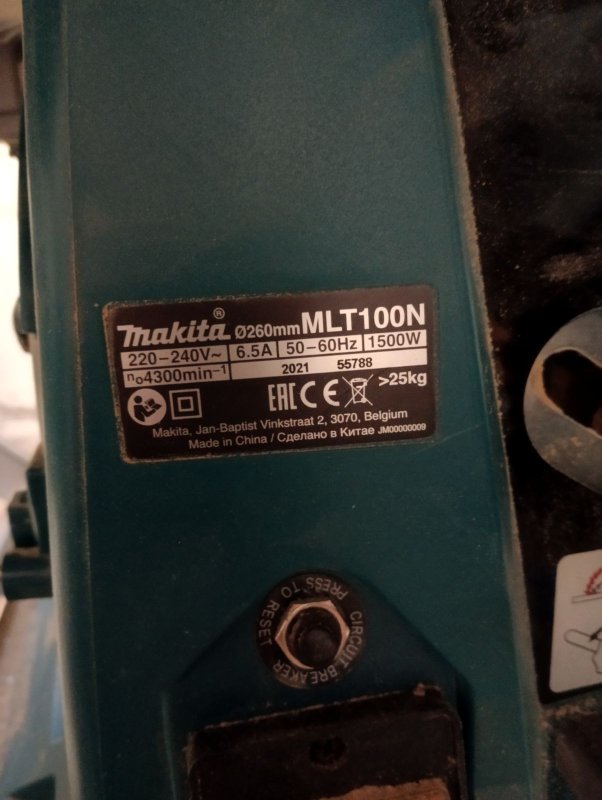 makita® Ø260mm MLT100N
220-240V~ 6.5A 50-60Hz 1500W
n₀4300min⁻¹ 2021 55788
EAC CE >25kg
Makita, Jan-Baptist Vinkstraat 2, 3070, Belgium
Made in China / Сделано в Китае JM00000009
PRESS TO RESET
CIRCUIT BREAKER